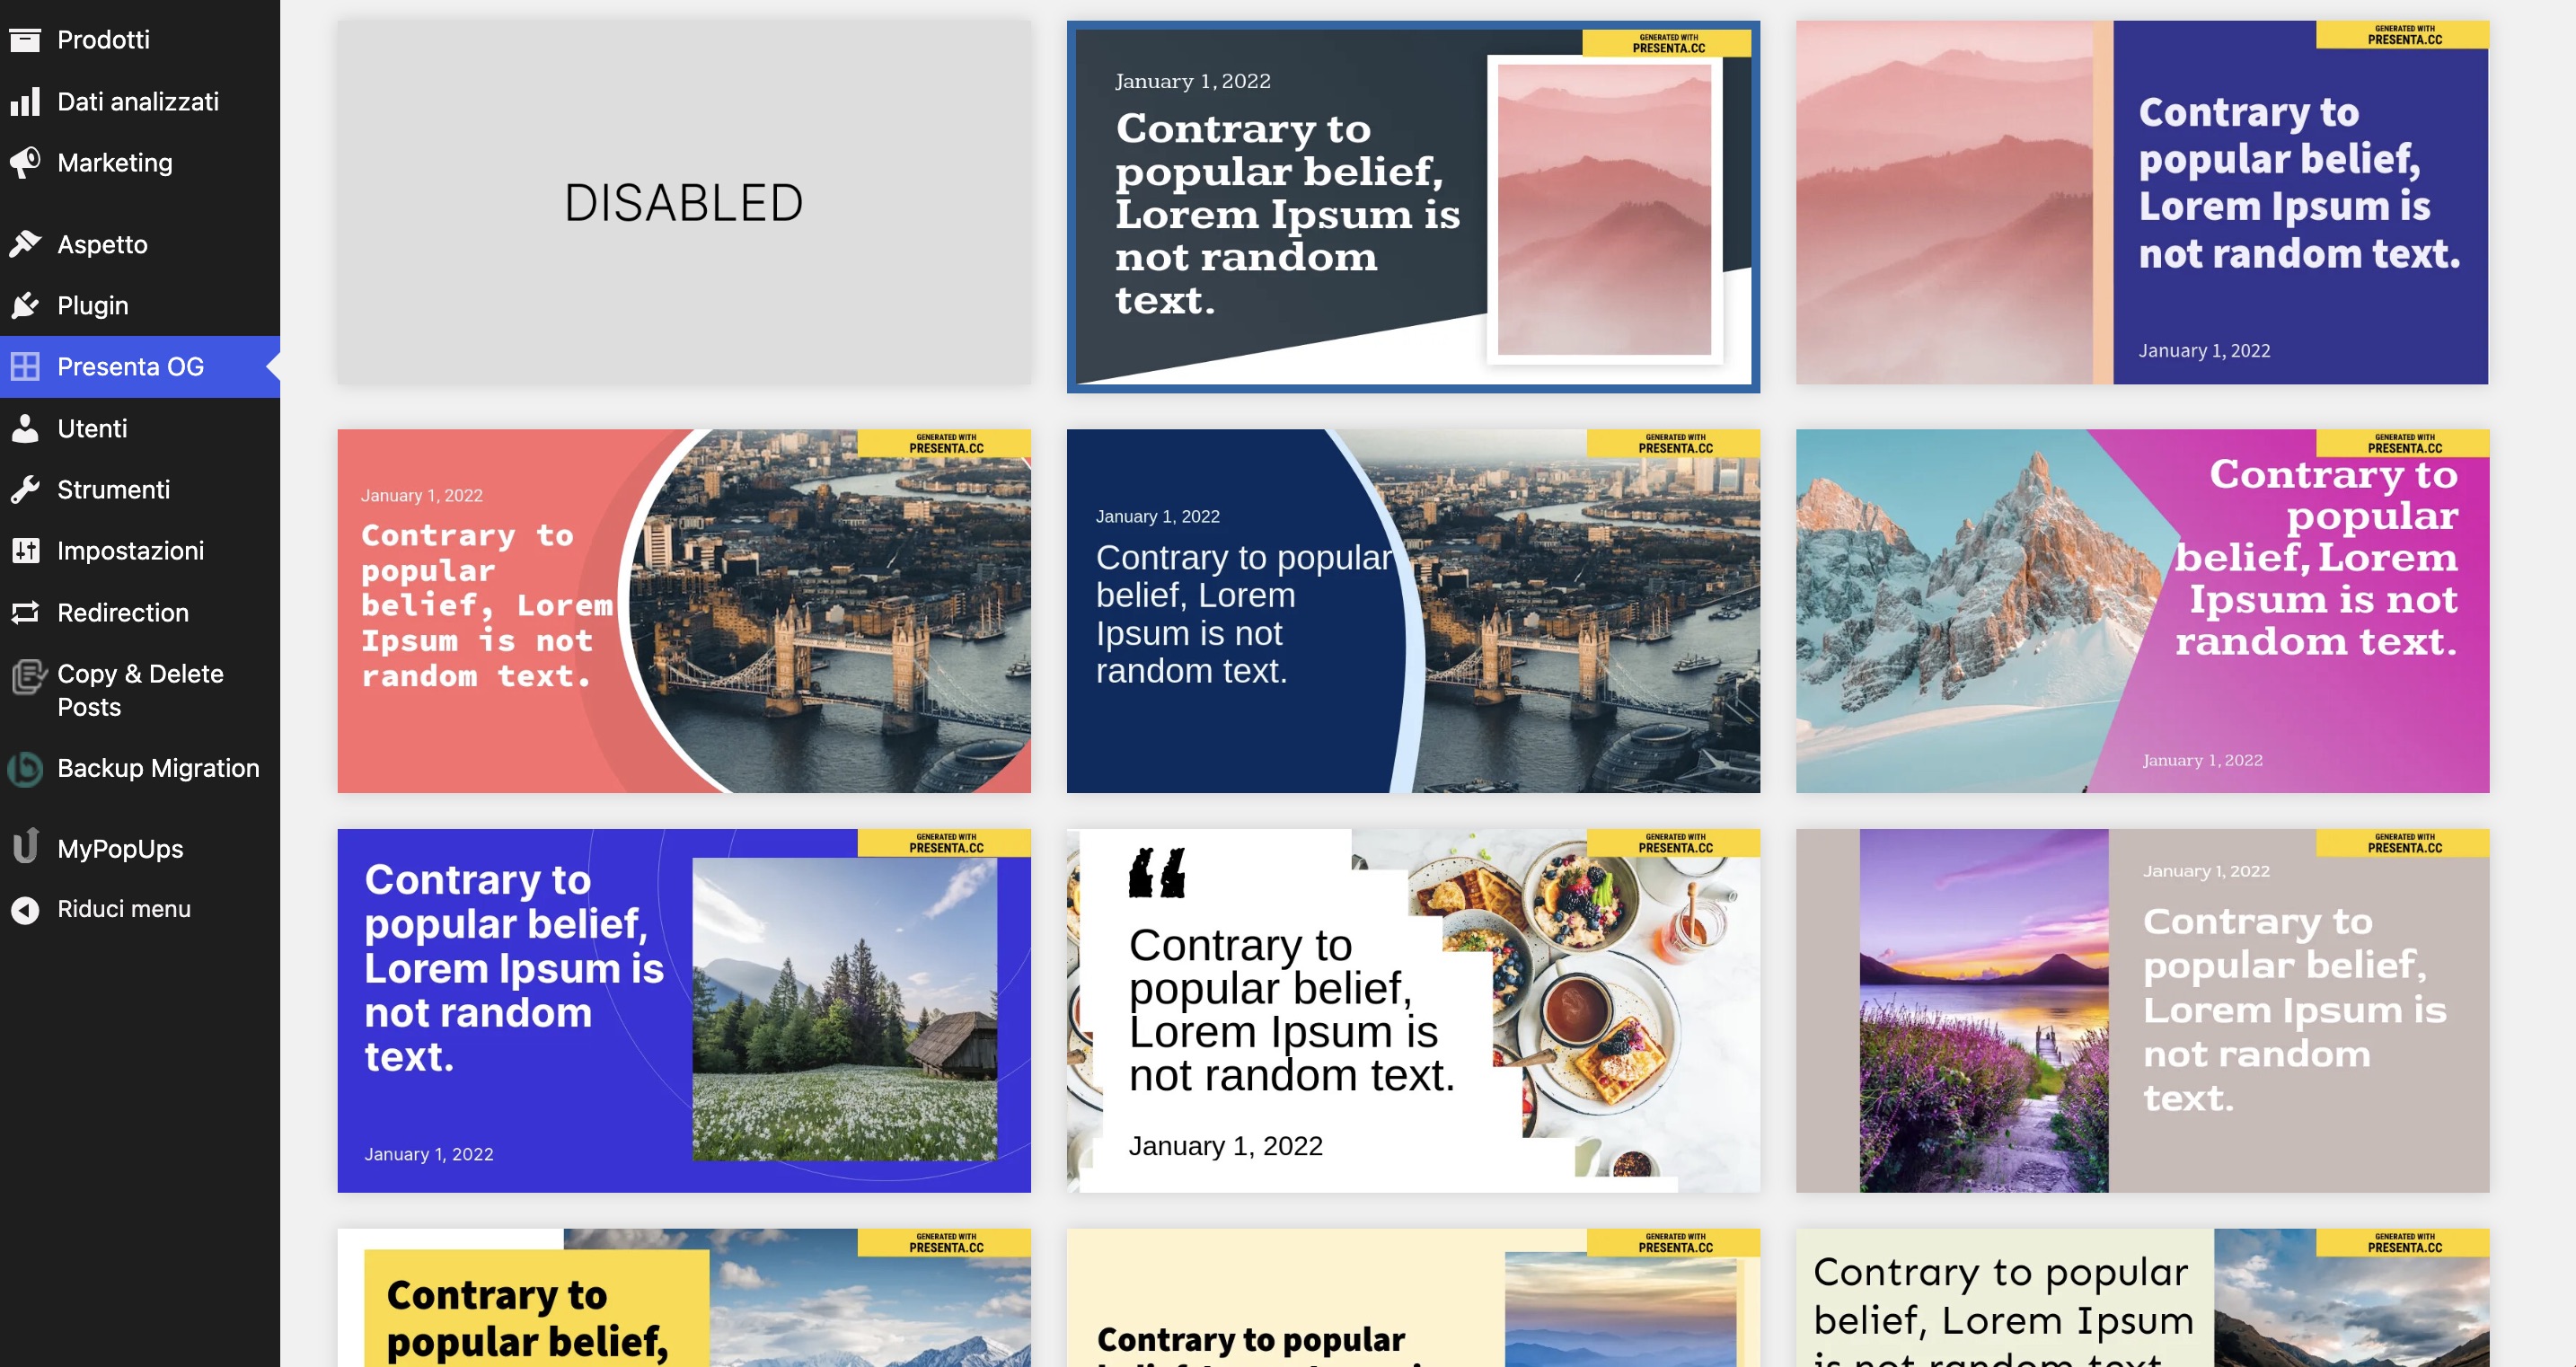 Prodotti
Dati analizzati
Marketing
Aspetto
Plugin
Presenta OG
Utenti
Strumenti
Impostazioni
Redirection
Copy & Delete
Posts
Backup Migration
MyPopUps
Riduci menu
DISABLED
GENERATED WITH
PRESENTA.CC
January 1, 2022
Contrary to
popular belief,
Lorem Ipsum is
not random
text.
GENERATED WITH
PRESENTA.CC
Contrary to
popular belief,
Lorem Ipsum is
not random text.
January 1, 2022
GENERATED WITH
PRESENTA.CC
January 1, 2022
Contrary to
popular
belief, Lorem
Ipsum is not
random text.
GENERATED WITH
PRESENTA.CC
January 1, 2022
Contrary to popular
belief, Lorem
Ipsum is not
random text.
GENERATED WITH
PRESENTA.CC
Contrary to
popular
belief, Lorem
Ipsum is not
random text.
January 1, 2022
GENERATED WITH
PRESENTA.CC
Contrary to
popular belief,
Lorem Ipsum is
not random
text.
January 1, 2022
GENERATED WITH
PRESENTA.CC
Contrary to
popular belief,
Lorem Ipsum is
not random text.
January 1, 2022
GENERATED WITH
PRESENTA.CC
January 1, 2022
Contrary to
popular belief,
Lorem Ipsum is
not random
text.
GENERATED WITH
PRESENTA.CC
Contrary to
popular belief,
GENERATED WITH
PRESENTA.CC
Contrary to popular
GENERATED WITH
PRESENTA.CC
Contrary to popular
belief, Lorem Ipsum
is not random text